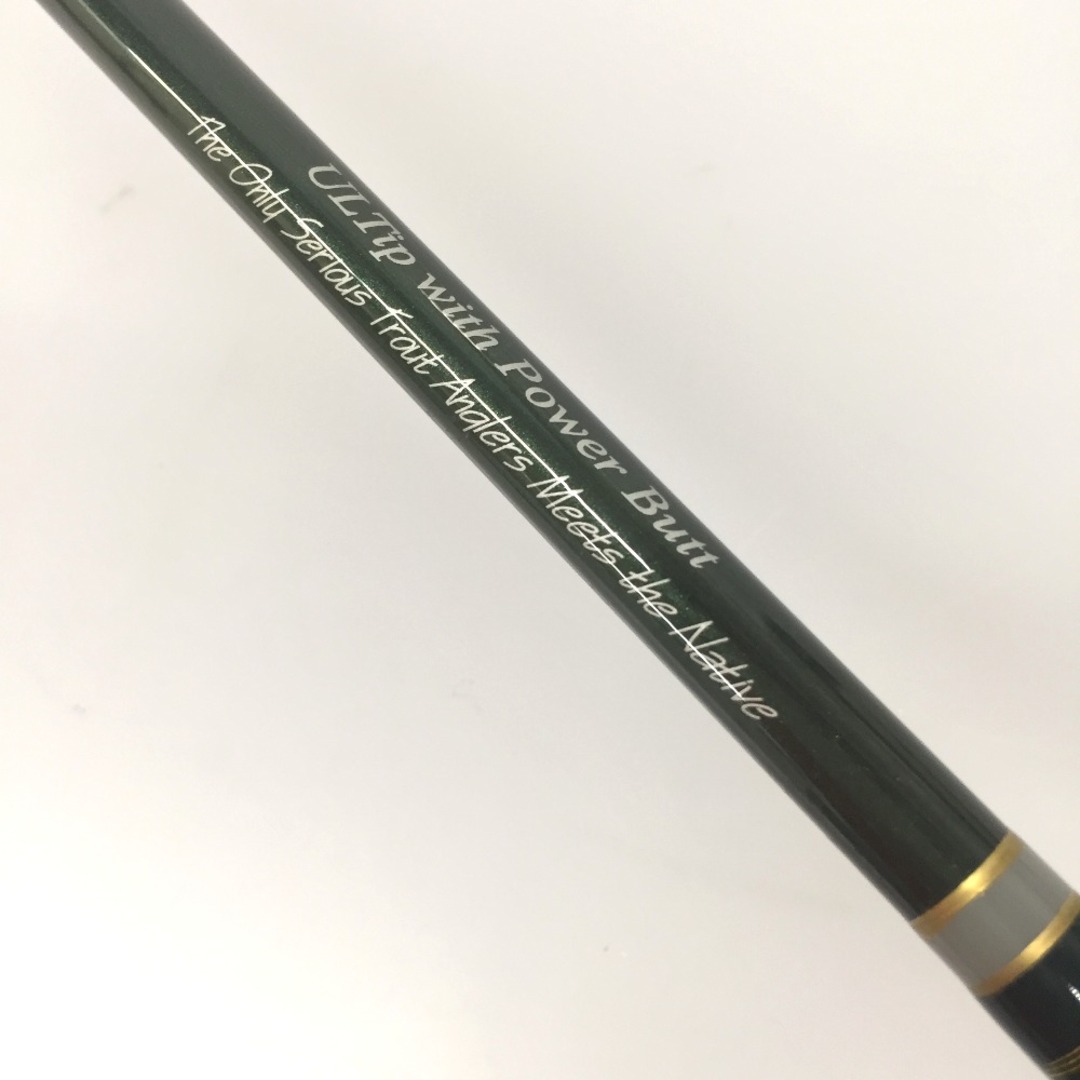 ULTip with Power Butt
The Only Serious Trout Anglers Meets the Native